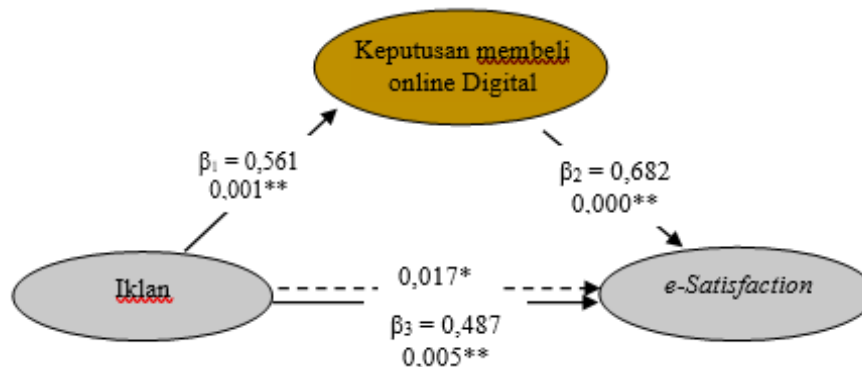 Keputusan membeli
online Digital
β₁ = 0,561
0,001**
β₂ = 0,682
0,000**
Iklan
0,017*
e-Satisfaction
β₃ = 0,487
0,005**